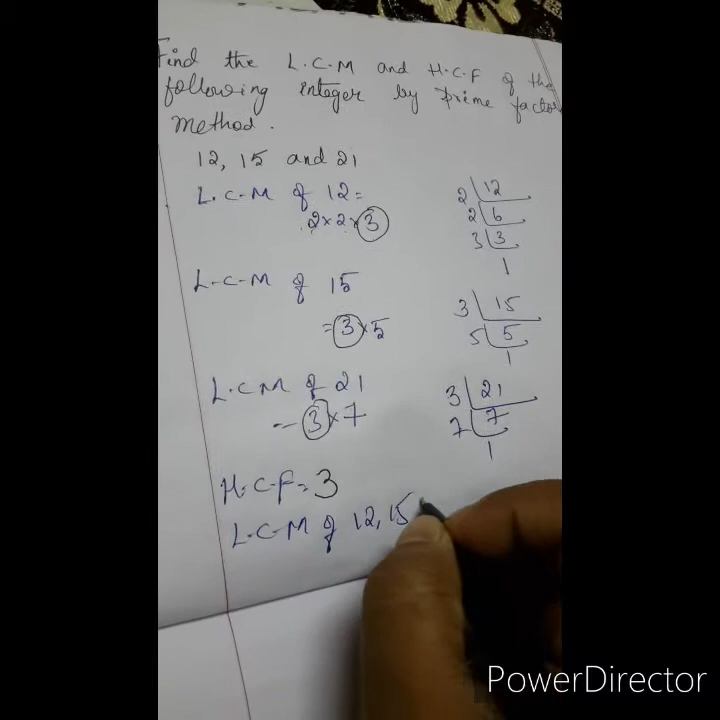 Find the L.C.M and H.C.F of the
following integer by prime factor
method.
12, 15 and 21
L.C.M of 12 =
2×2×3
2 12
2 6
3 3
1
L.C.M of 15
= 3×5
3 15
5 5
1
L.C.M of 21
= 3×7
3 21
7 7
1
H.C.F = 3
L.C.M of 12, 15
PowerDirector